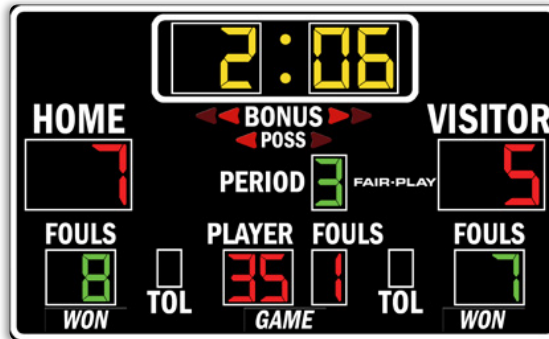 2:06
HOME BONUS VISITOR
POSS
7 PERIOD 3 FAIR-PLAY 5
FOULS PLAYER FOULS FOULS
8 TOL 35 1 TOL 7
WON GAME WON